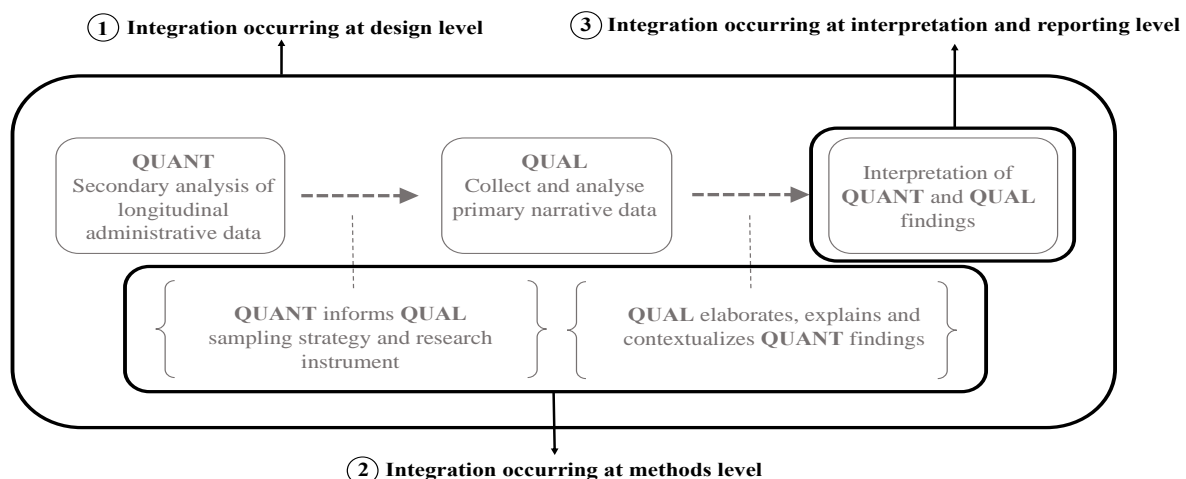 1 Integration occurring at design level
3 Integration occurring at interpretation and reporting level
QUANT
Secondary analysis of
longitudinal
administrative data
QUAL
Collect and analyse
primary narrative data
Interpretation of
QUANT and QUAL
findings
QUANT informs QUAL
sampling strategy and research
instrument
QUAL elaborates, explains and
contextualizes QUANT findings
2 Integration occurring at methods level